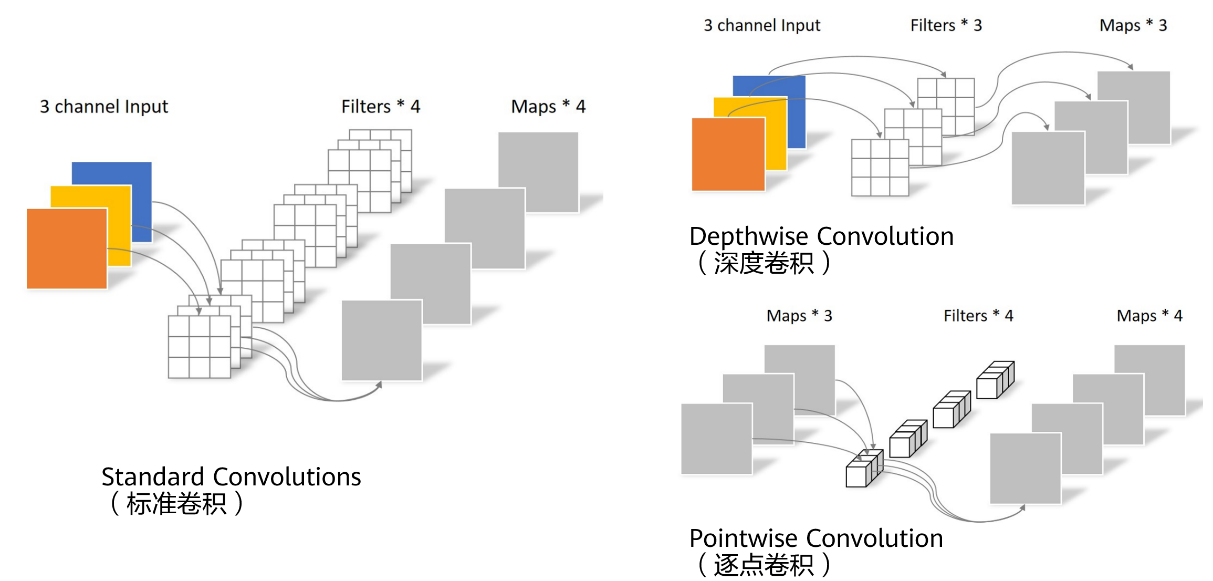 3 channel Input
Filters * 4
Maps * 4
Standard Convolutions
（标准卷积）
3 channel Input
Filters * 3
Maps * 3
Depthwise Convolution
（深度卷积）
Maps * 3
Filters * 4
Maps * 4
Pointwise Convolution
（逐点卷积）